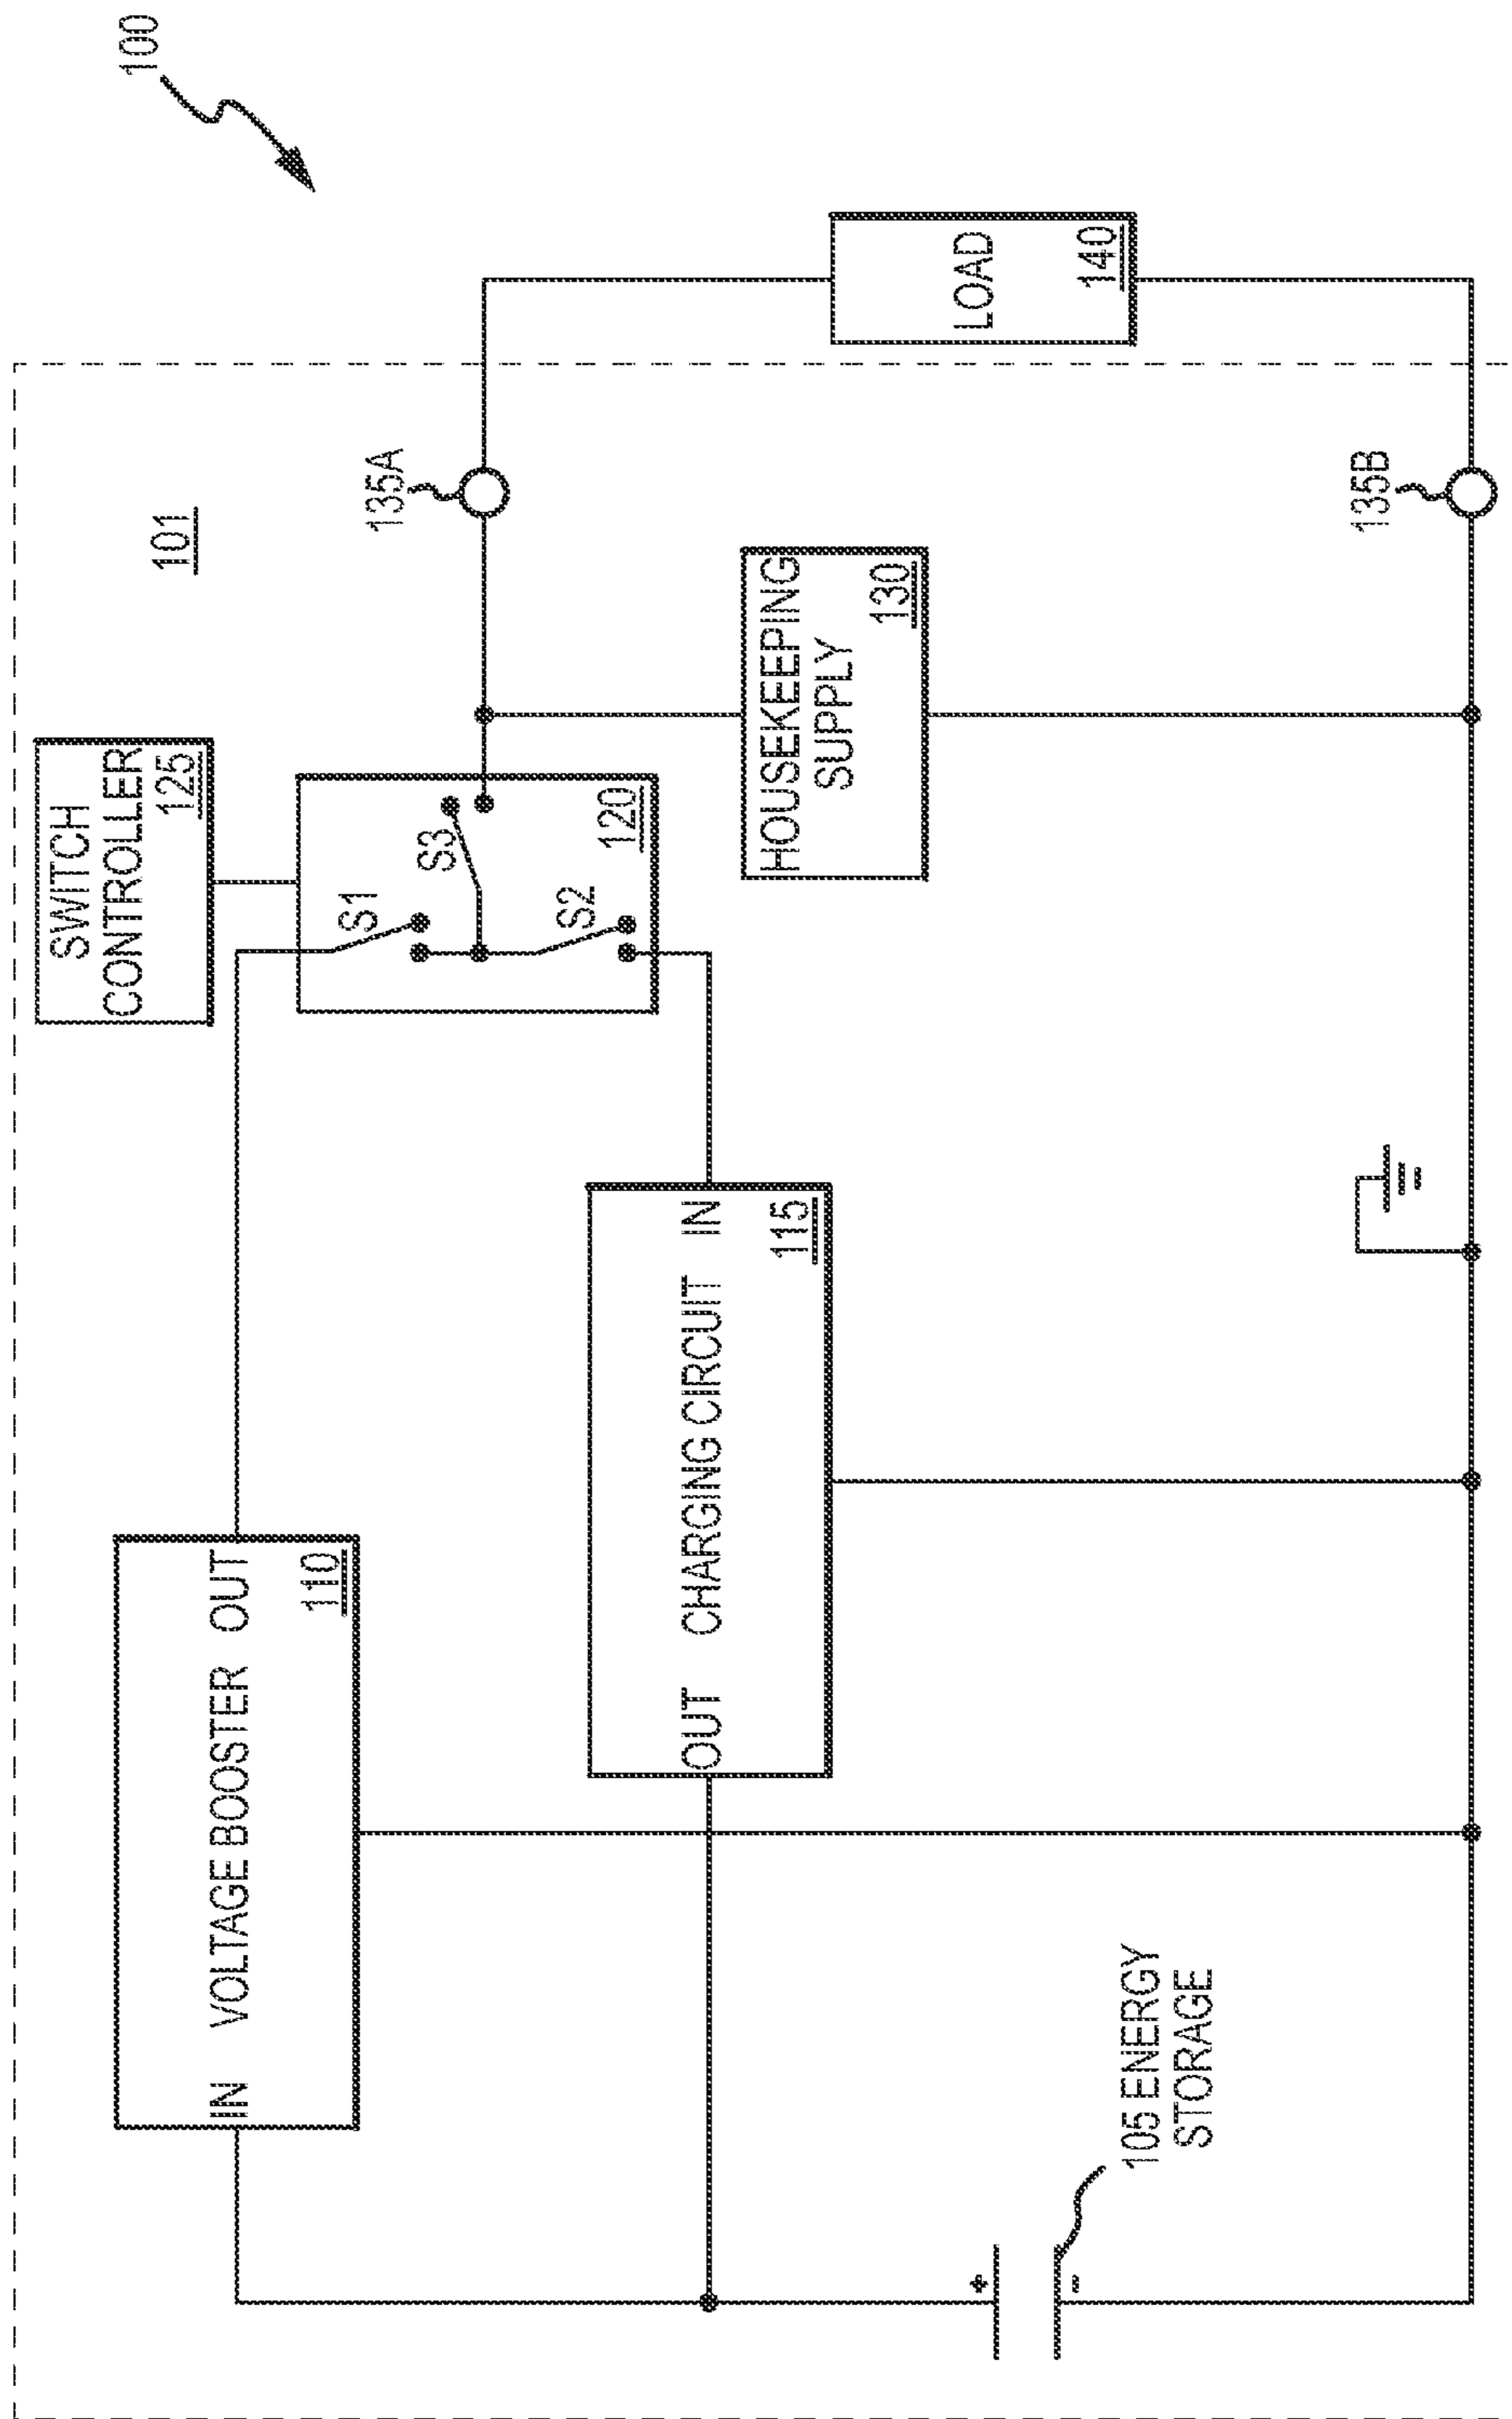 100
101
SWITCH
CONTROLLER
125
IN VOLTAGE BOOSTER OUT
110
S1
S3
S2
120
135A
OUT CHARGING CIRCUIT IN
115
HOUSEKEEPING
SUPPLY
130
LOAD
140
+
-
105 ENERGY
STORAGE
135B